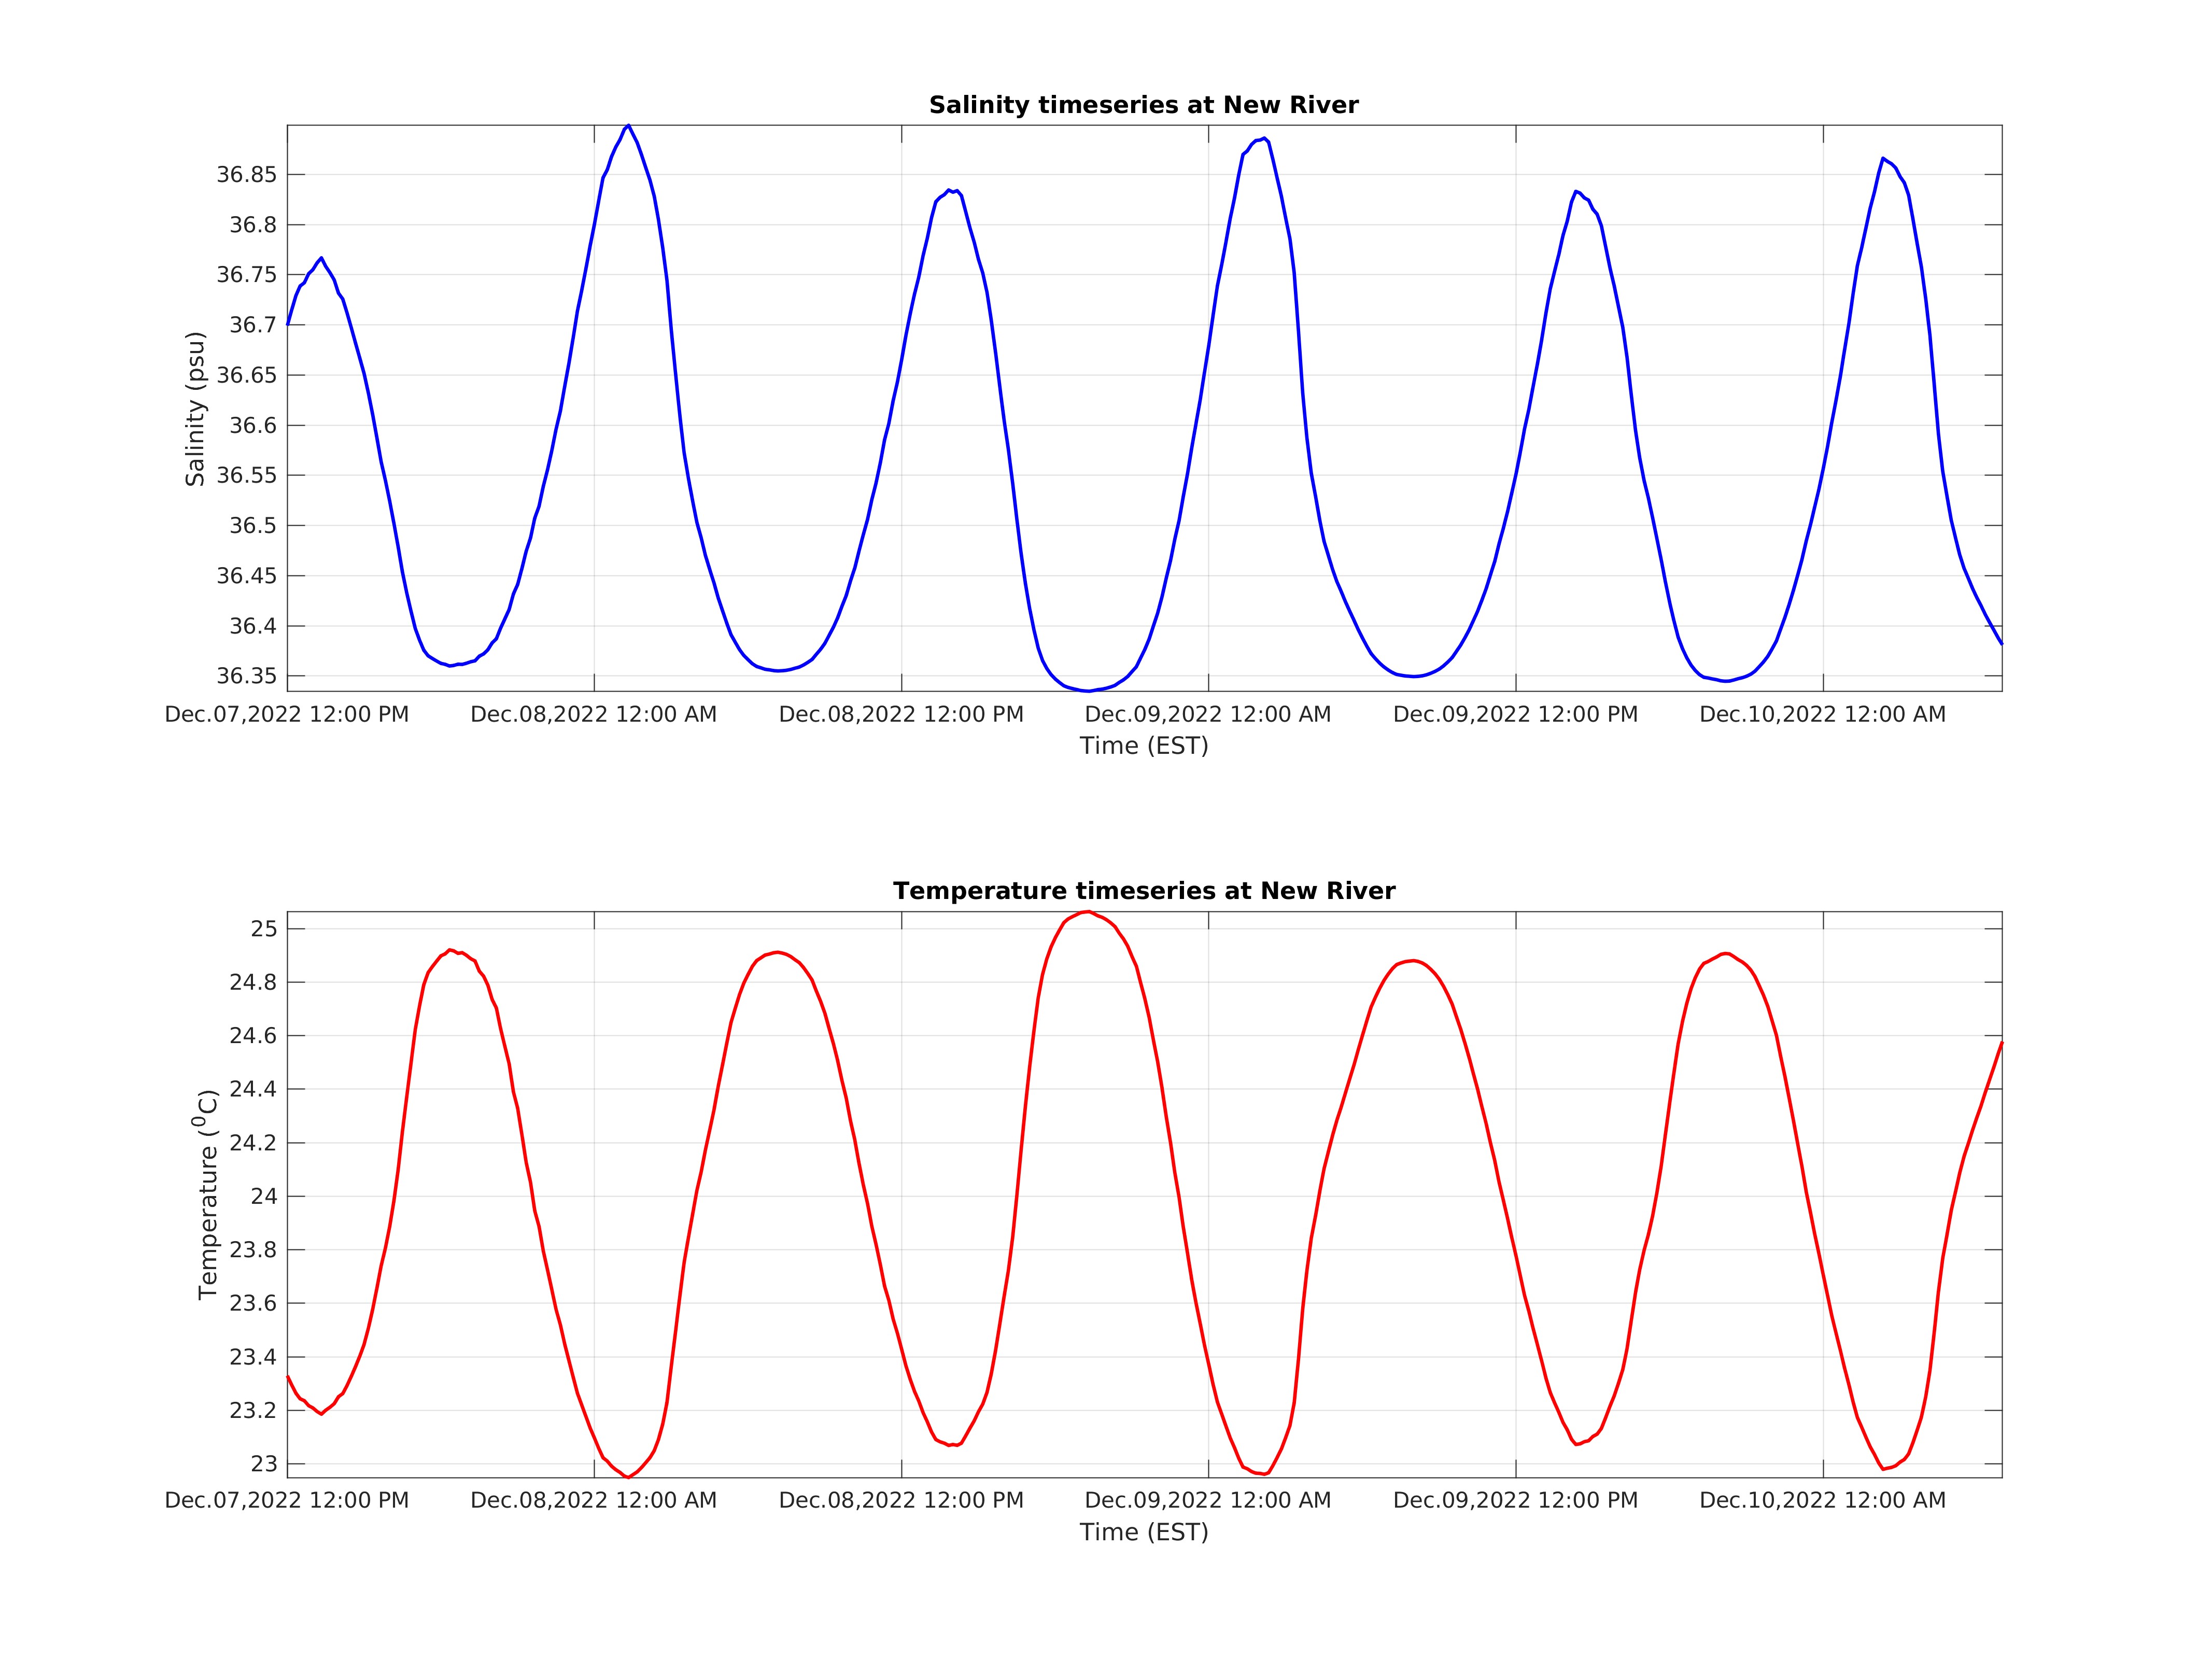 Salinity timeseries at New River
Salinity (psu)
36.85
36.8
36.75
36.7
36.65
36.6
36.55
36.5
36.45
36.4
36.35
Dec.07,2022 12:00 PM Dec.08,2022 12:00 AM Dec.08,2022 12:00 PM Dec.09,2022 12:00 AM Dec.09,2022 12:00 PM Dec.10,2022 12:00 AM
Time (EST)
Temperature timeseries at New River
Temperature (⁰C)
25
24.8
24.6
24.4
24.2
24
23.8
23.6
23.4
23.2
23
Dec.07,2022 12:00 PM Dec.08,2022 12:00 AM Dec.08,2022 12:00 PM Dec.09,2022 12:00 AM Dec.09,2022 12:00 PM Dec.10,2022 12:00 AM
Time (EST)